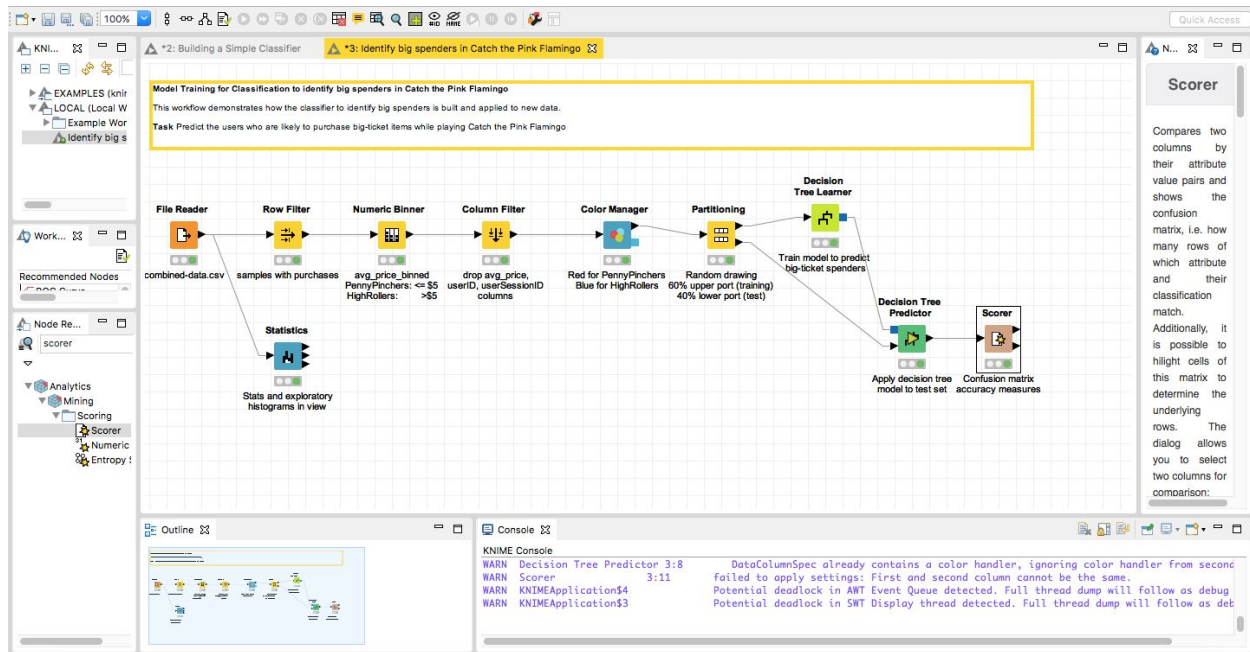 100%
Quick Access
KNI...
*2: Building a Simple Classifier
*3: Identify big spenders in Catch the Pink Flamingo
N...
EXAMPLES (knir
LOCAL (Local W
Example Wor
Identify big s
Work...
Recommended Nodes
Node Re...
scorer
Analytics
Mining
Scoring
Scorer
Numeric
Entropy
Model Training for Classification to identify big spenders in Catch the Pink Flamingo
This workflow demonstrates how the classifier to identify big spenders is built and applied to new data.
Task Predict the users who are likely to purchase big-ticket items while playing Catch the Pink Flamingo
File Reader
combined-data.csv
Row Filter
samples with purchases
Numeric Binner
avg_price_binned
PennyPinchers: <= $5
HighRollers: >$5
Column Filter
drop avg_price,
userID, userSessionID
columns
Color Manager
Red for PennyPinchers
Blue for HighRollers
Partitioning
Random drawing
60% upper port (training)
40% lower port (test)
Decision
Tree Learner
Train model to predict
big-ticket spenders
Statistics
Stats and exploratory
histograms in view
Decision Tree
Predictor
Apply decision tree
model to test set
Scorer
Confusion matrix
accuracy measures
Scorer
Compares two
columns by
their attribute
value pairs and
shows the
confusion
matrix, i.e. how
many rows of
which attribute
and their
classification
match.
Additionally, it
is possible to
hilight cells of
this matrix to
determine the
underlying
rows. The
dialog allows
you to select
two columns for
comparison:
Outline
Console
KNIME Console
WARN Decision Tree Predictor 3:8 DataColumnSpec already contains a color handler, ignoring color handler from second
WARN Scorer 3:11 failed to apply settings: First and second column cannot be the same.
WARN KNIMEApplication$4 Potential deadlock in AWT Event Queue detected. Full thread dump will follow as debug
WARN KNIMEApplication$3 Potential deadlock in SWT Display thread detected. Full thread dump will follow as deb